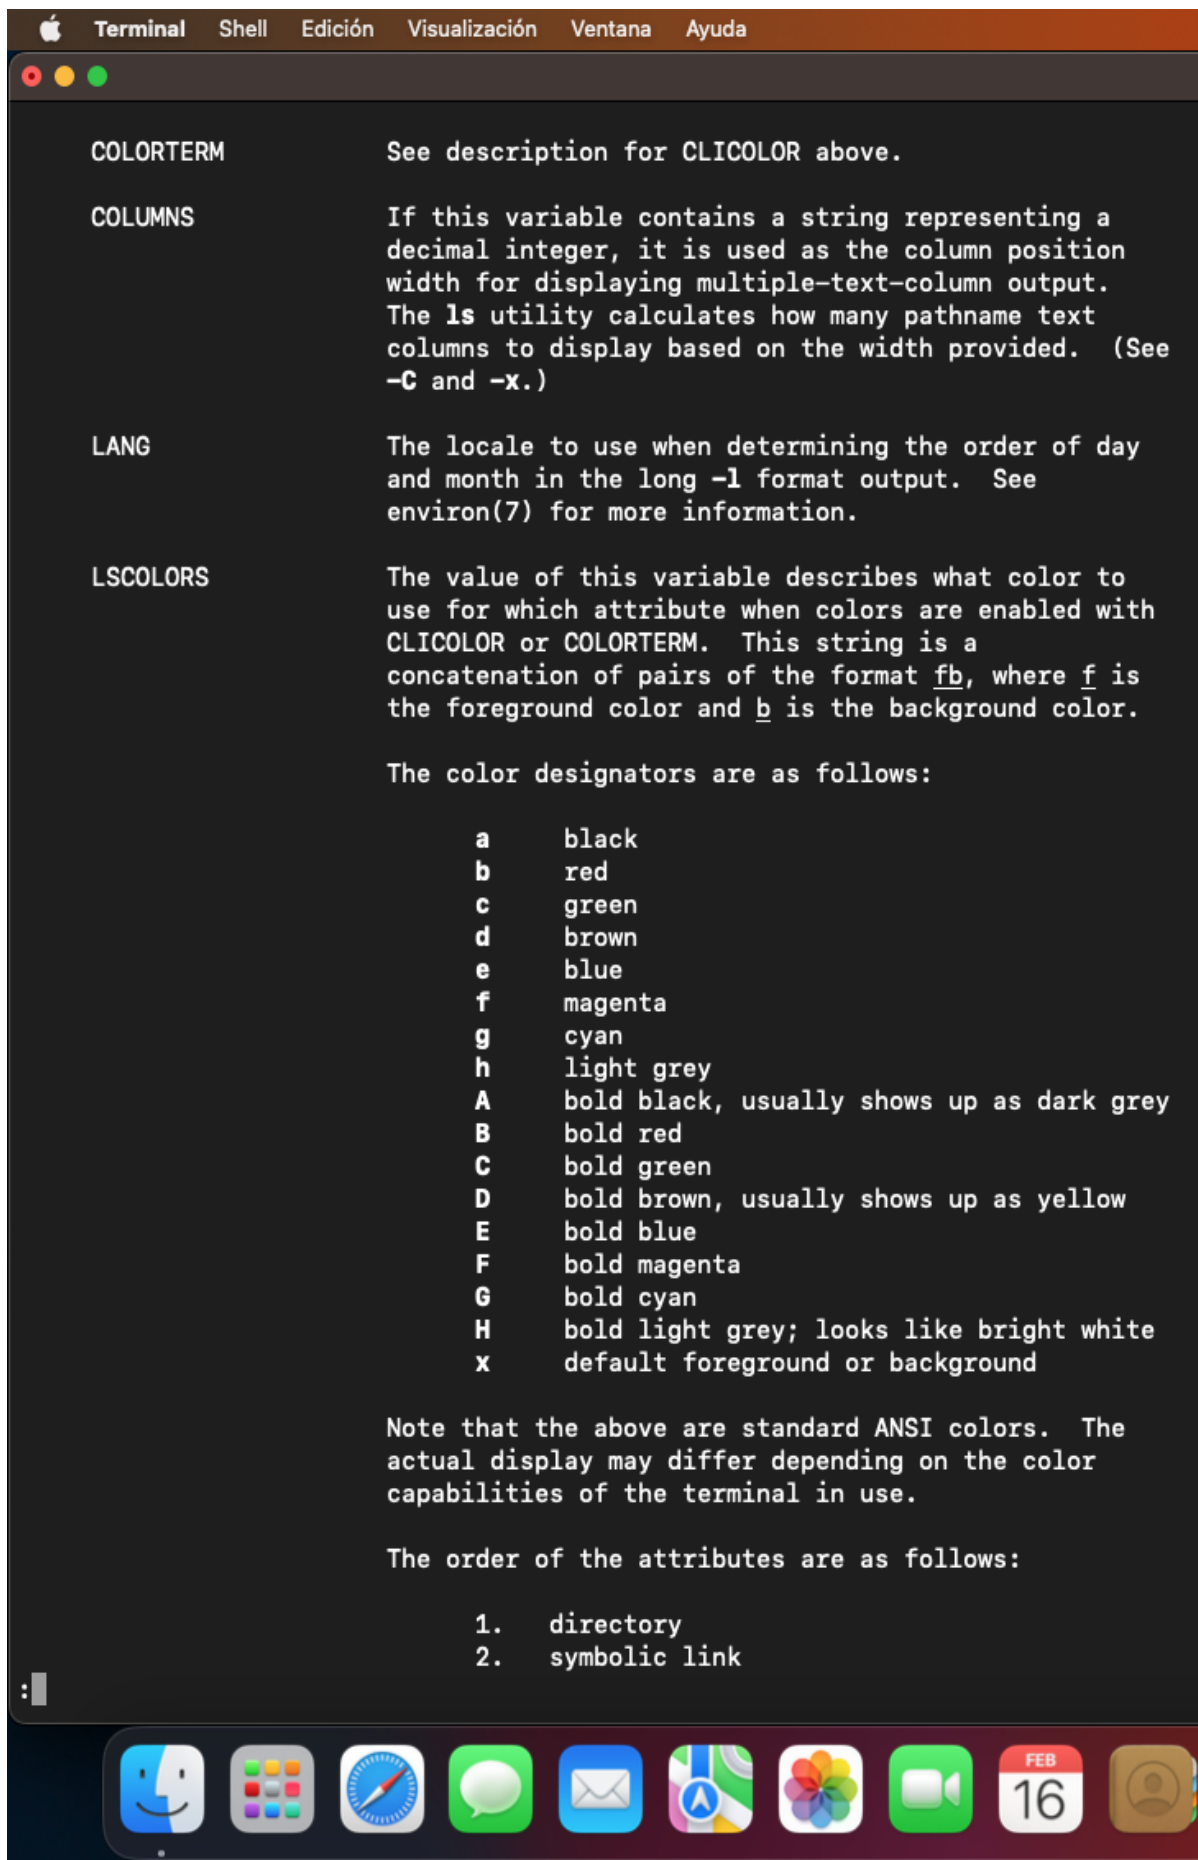 Terminal Shell Edición Visualización Ventana Ayuda
COLORTERM See description for CLICOLOR above.
COLUMNS If this variable contains a string representing a
decimal integer, it is used as the column position
width for displaying multiple-text-column output.
The ls utility calculates how many pathname text
columns to display based on the width provided. (See
-C and -x.)
LANG The locale to use when determining the order of day
and month in the long -l format output. See
environ(7) for more information.
LSCOLORS The value of this variable describes what color to
use for which attribute when colors are enabled with
CLICOLOR or COLORTERM. This string is a
concatenation of pairs of the format fb, where f is
the foreground color and b is the background color.
The color designators are as follows:
a black
b red
c green
d brown
e blue
f magenta
g cyan
h light grey
A bold black, usually shows up as dark grey
B bold red
C bold green
D bold brown, usually shows up as yellow
E bold blue
F bold magenta
G bold cyan
H bold light grey; looks like bright white
x default foreground or background
Note that the above are standard ANSI colors. The
actual display may differ depending on the color
capabilities of the terminal in use.
The order of the attributes are as follows:
1. directory
2. symbolic link
:
FEB
16